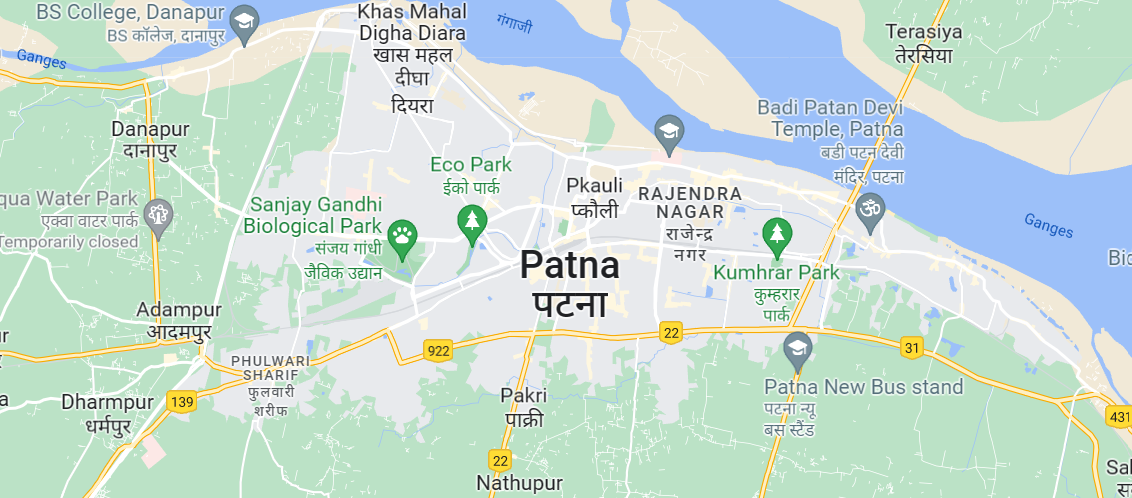 BS College, Danapur
BS कॉलेज, दानापुर
Khas Mahal
Digha Diara
खास महल
दीघा
दियरा
गंगाजी
Terasiya
तेरसिया
Ganges
Danapur
दानापुर
Badi Patan Devi
Temple, Patna
बडी पटन देवी
मंदिर, पटना
Eco Park
ईको पार्क
Pkauli
प्कौली
RAJENDRA
NAGAR
राजेन्द्र
नगर
qua Water Park
एक्वा वाटर पार्क
Temporarily closed
Sanjay Gandhi
Biological Park
संजय गांधी
जैविक उद्यान
Ganges
Patna
पटना
Kumhrar Park
कुम्हरार
पार्क
Adampur
आदमपुर
22
31
922
PHULWARI
SHARIF
फुलवारी
शरीफ
Patna New Bus stand
पटना न्यू
बस स्टैंड
Dharmpur
धर्मपुर
139
Pakri
पाक्री
431
22
Nathupur